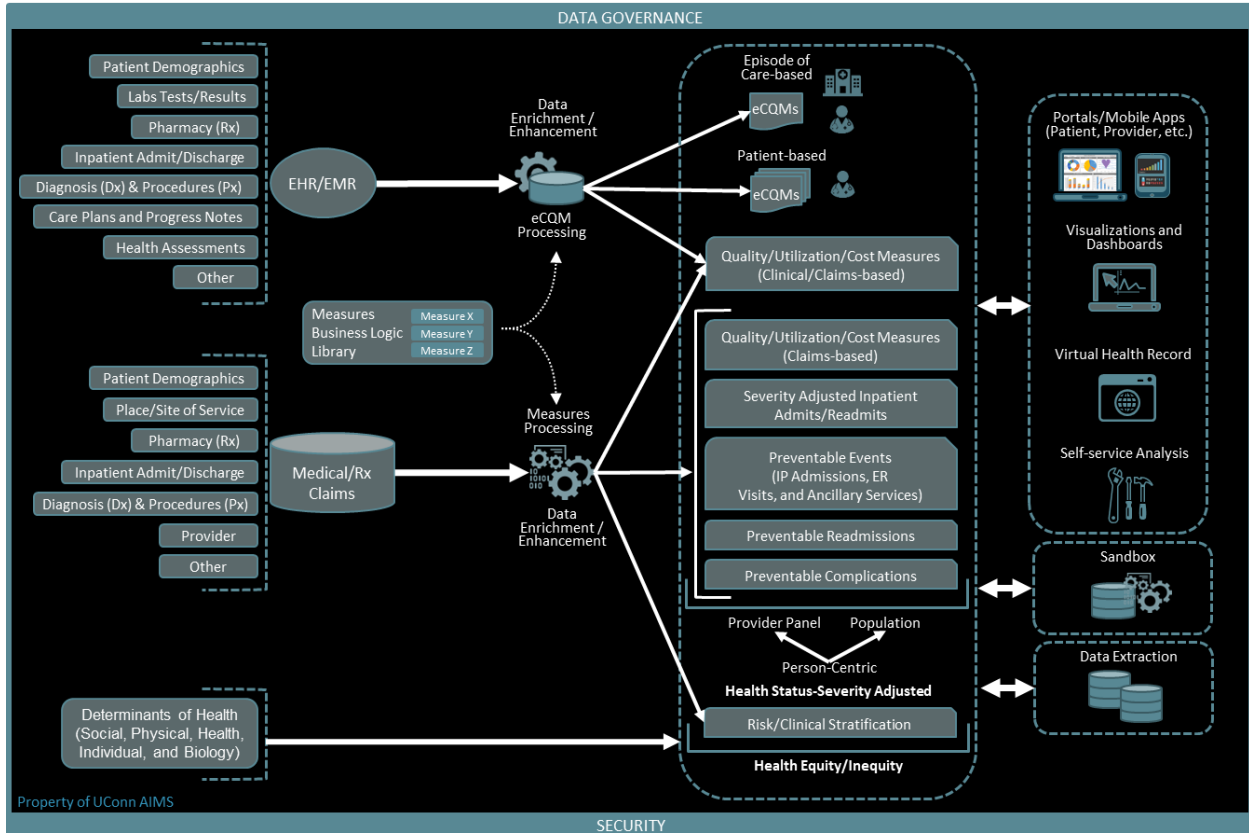 DATA GOVERNANCE
Patient Demographics
Labs Tests/Results
Pharmacy (Rx)
Inpatient Admit/Discharge
Diagnosis (Dx) & Procedures (Px)
Care Plans and Progress Notes
Health Assessments
Other
EHR/EMR
Data
Enrichment /
Enhancement
eCQM
Processing
Measures
Business Logic
Library
Measure X
Measure Y
Measure Z
Patient Demographics
Place/Site of Service
Pharmacy (Rx)
Inpatient Admit/Discharge
Diagnosis (Dx) & Procedures (Px)
Provider
Other
Medical/Rx
Claims
Measures
Processing
10
10101
010
Data
Enrichment /
Enhancement
Determinants of Health
(Social, Physical, Health,
Individual, and Biology)
Episode of
Care-based
eCQMs
Patient-based
eCQMs
Quality/Utilization/Cost Measures
(Clinical/Claims-based)
Quality/Utilization/Cost Measures
(Claims-based)
Severity Adjusted Inpatient
Admits/Readmits
Preventable Events
(IP Admissions, ER
Visits, and Ancillary Services)
Preventable Readmissions
Preventable Complications
Provider Panel
Population
Person-Centric
Health Status-Severity Adjusted
Risk/Clinical Stratification
Health Equity/Inequity
Portals/Mobile Apps
(Patient, Provider, etc.)
Visualizations and
Dashboards
Virtual Health Record
Self-service Analysis
Sandbox
Data Extraction
Property of UConn AIMS
SECURITY